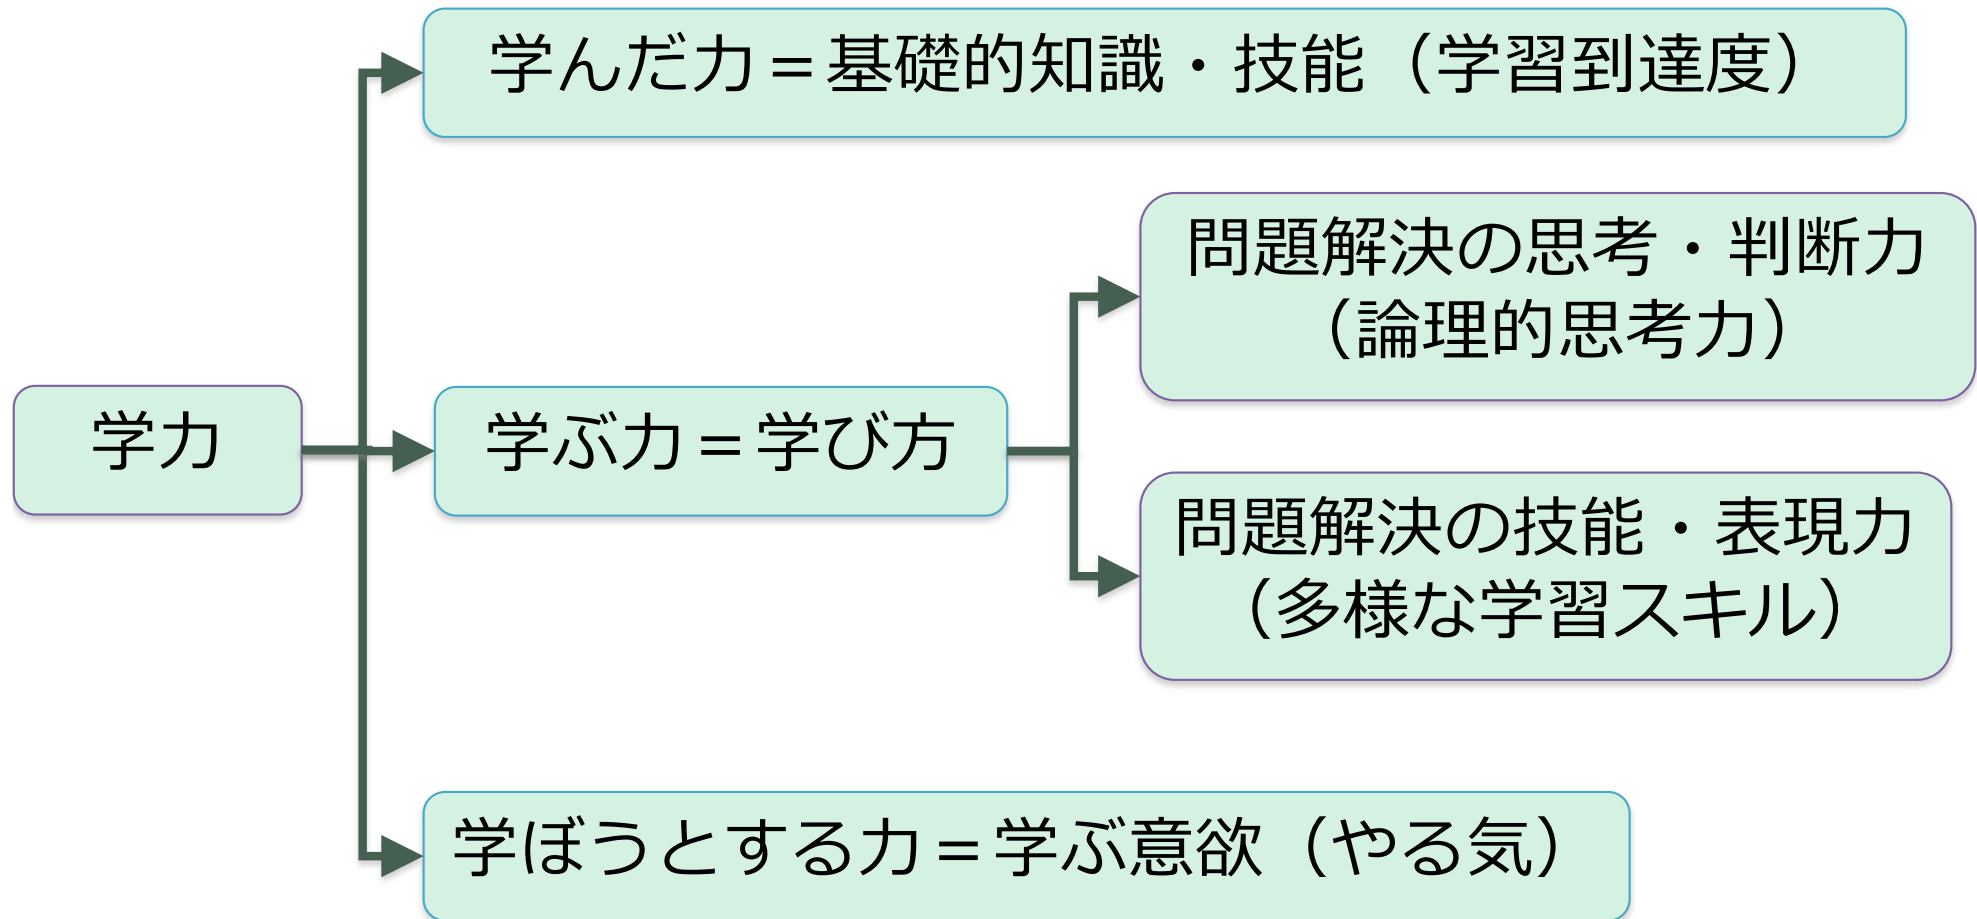 学んだ力＝基礎的知識・技能（学習到達度）
問題解決の思考・判断力
（論理的思考力）
学力
学ぶ力＝学び方
問題解決の技能・表現力
（多様な学習スキル）
学ぼうとする力＝学ぶ意欲（やる気）